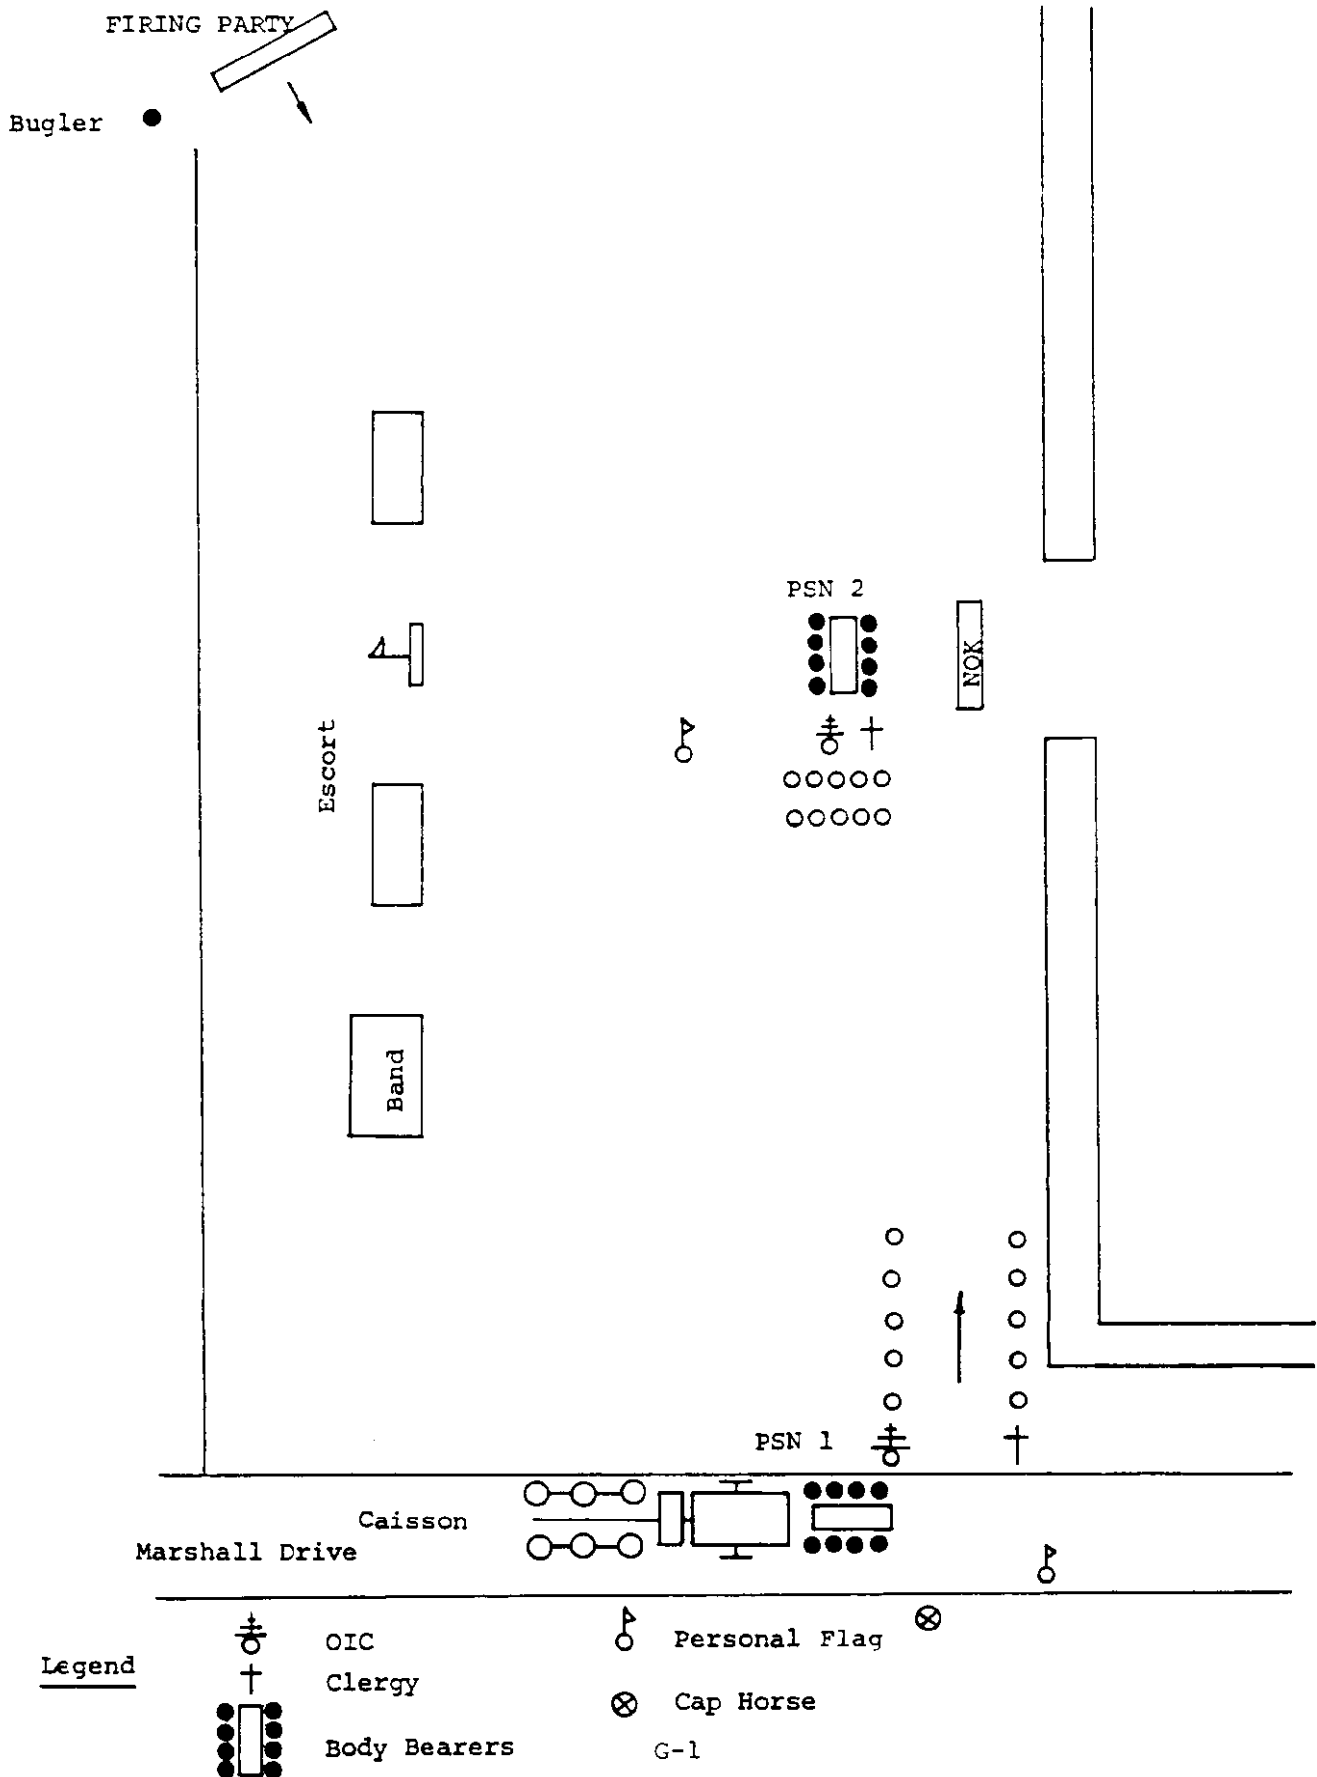 FIRING PARTY
Bugler
PSN 2
NOK
Escort
Band
PSN 1
Caisson
Marshall Drive
Legend
OIC
Personal Flag
Clergy
Cap Horse
Body Bearers
G-1